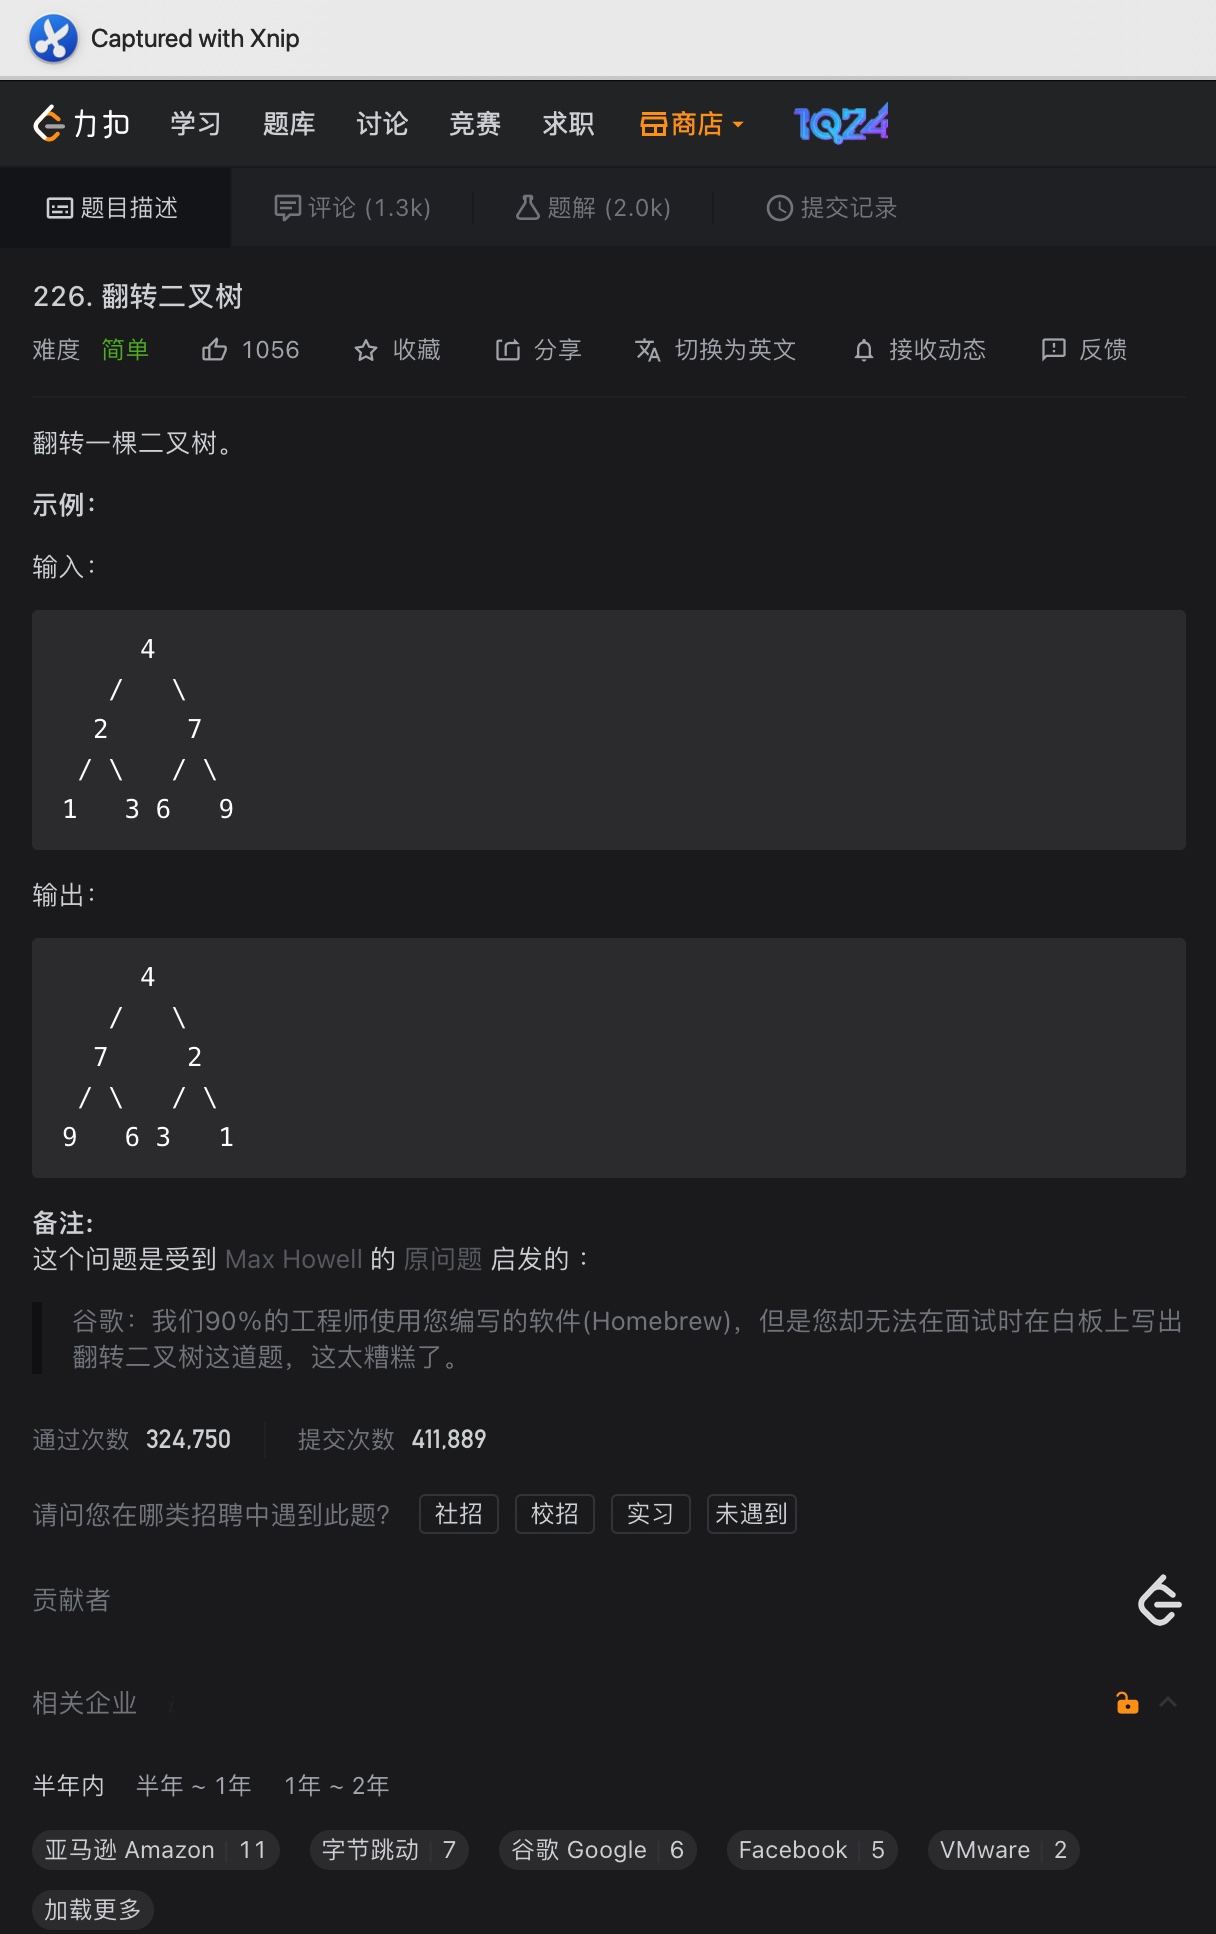 Captured with Xnip
力扣 学习 题库 讨论 竞赛 求职 商店 1024
题目描述 评论 (1.3k) 题解 (2.0k) 提交记录
226. 翻转二叉树
难度 简单 1056 收藏 分享 切换为英文 接收动态 反馈
翻转一棵二叉树。
示例：
输入：
4
/ \
2 7
/ \ / \
1 3 6 9
输出：
4
/ \
7 2
/ \ / \
9 6 3 1
备注:
这个问题是受到 Max Howell 的 原问题 启发的 ：
谷歌：我们90％的工程师使用您编写的软件(Homebrew)，但是您却无法在面试时在白板上写出
翻转二叉树这道题，这太糟糕了。
通过次数 324,750 提交次数 411,889
请问您在哪类招聘中遇到此题? 社招 校招 实习 未遇到
贡献者
相关企业
半年内 半年 ~ 1年 1年 ~ 2年
亚马逊 Amazon 11 字节跳动 7 谷歌 Google 6 Facebook 5 VMware 2
加载更多